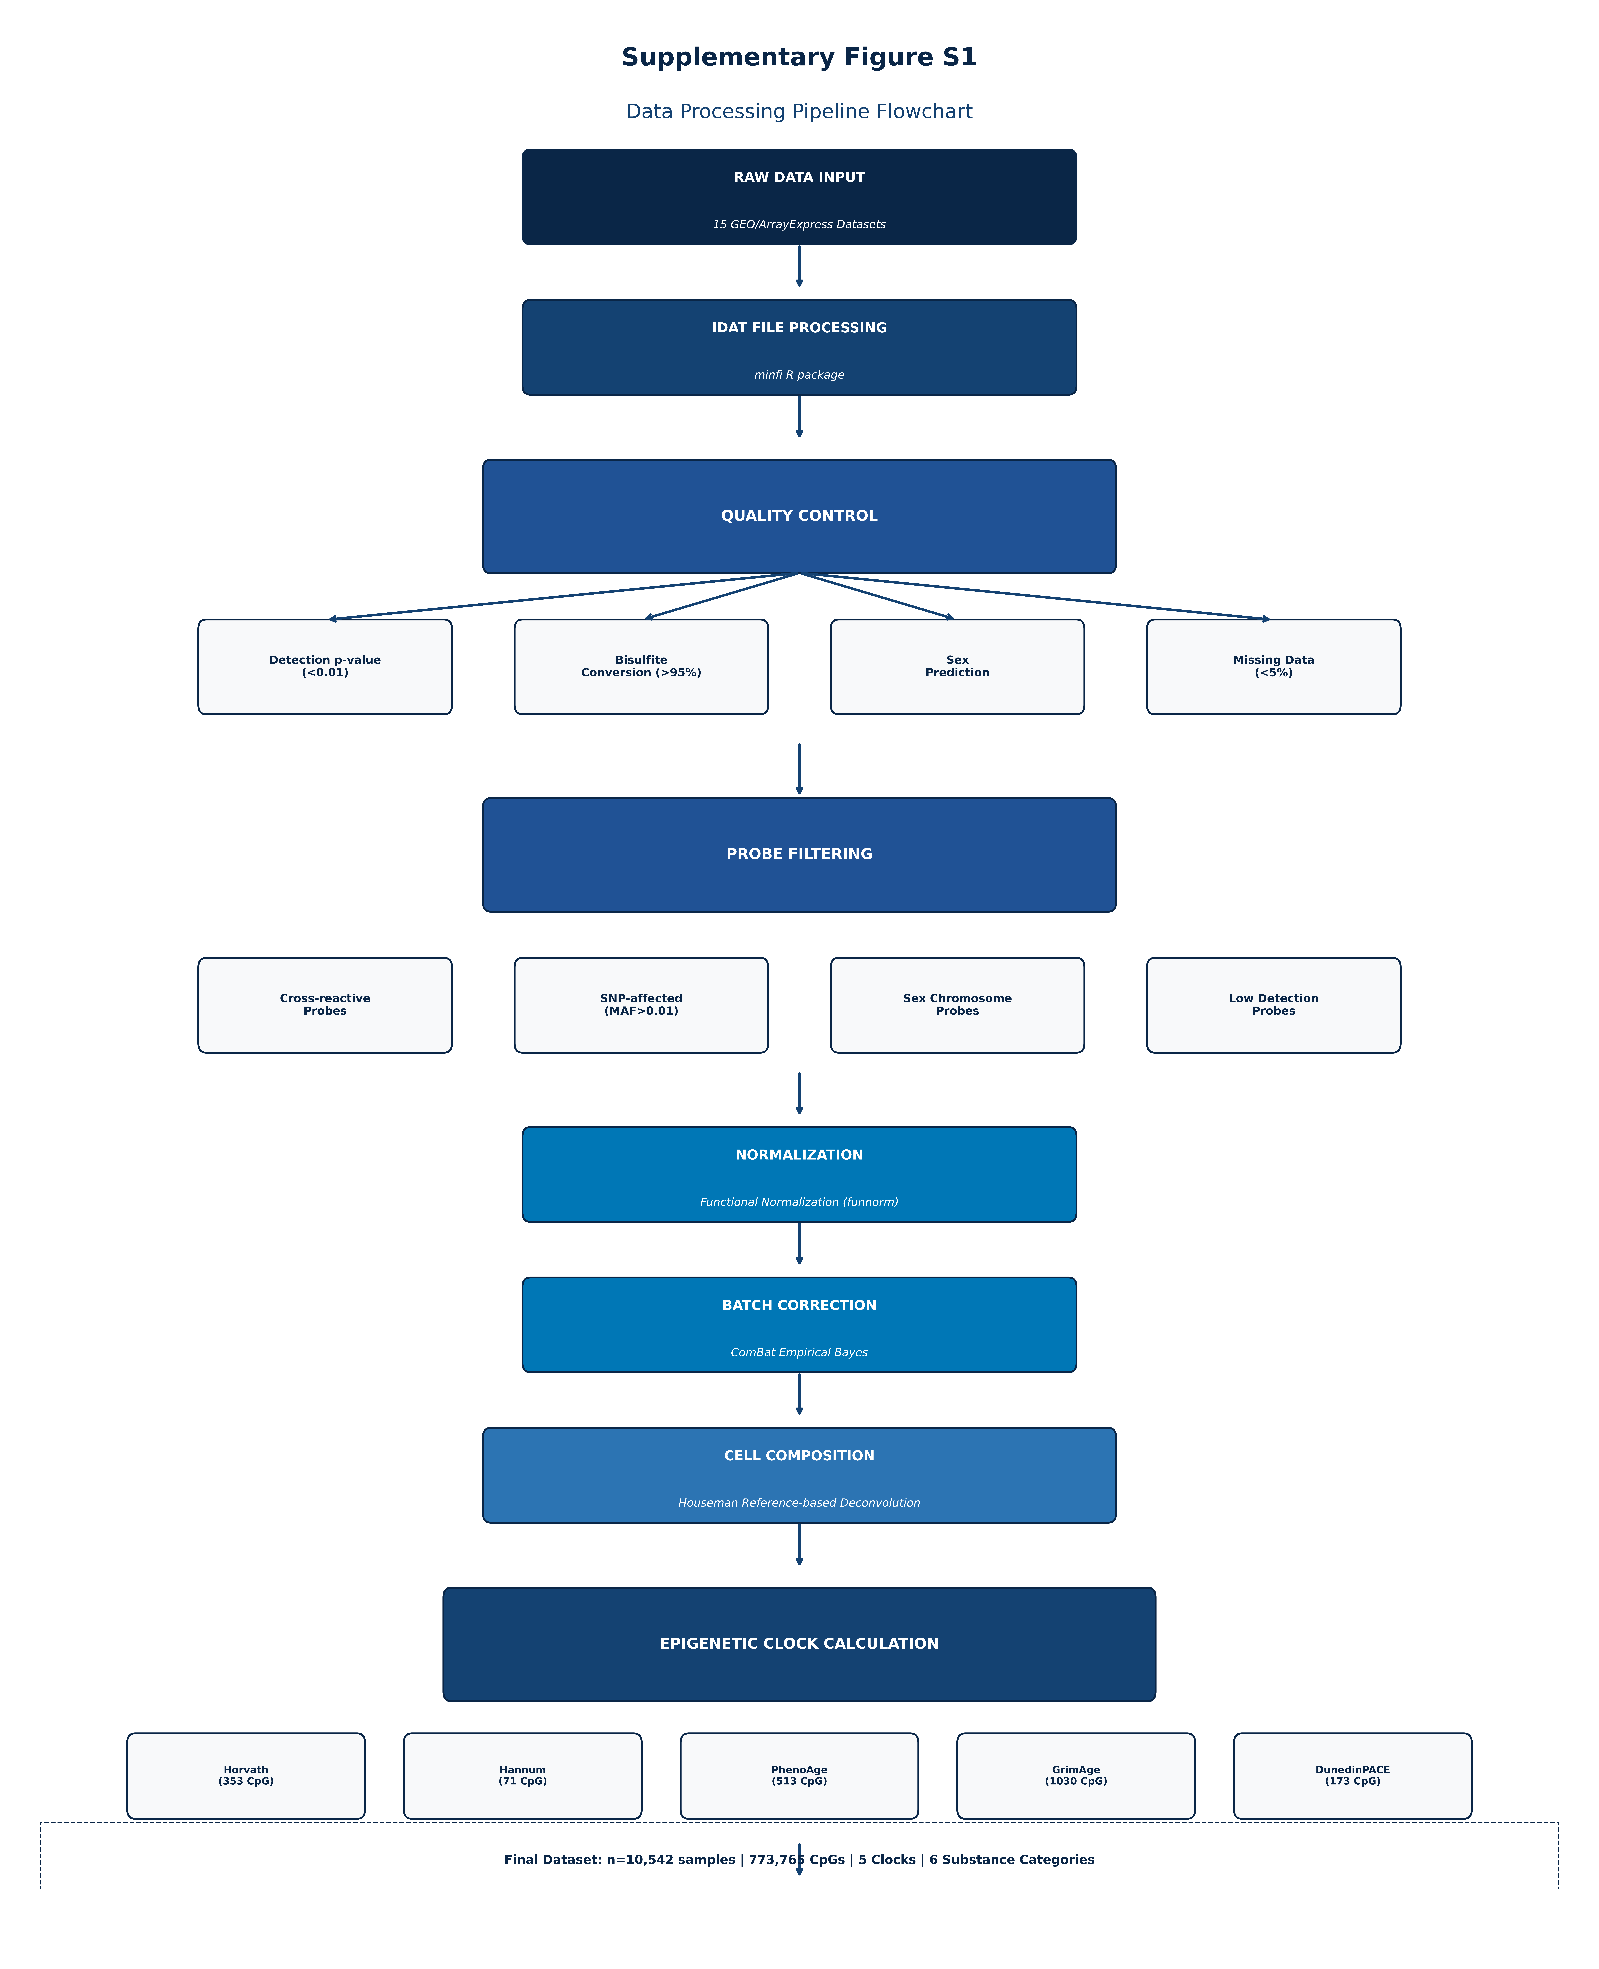 Supplementary Figure S1
Data Processing Pipeline Flowchart
RAW DATA INPUT
15 GEO/ArrayExpress Datasets
IDAT FILE PROCESSING
minfi R package
QUALITY CONTROL
Detection p-value
(<0.01)
Bisulfite
Conversion (>95%)
Sex
Prediction
Missing Data
(<5%)
PROBE FILTERING
Cross-reactive
Probes
SNP-affected
(MAF>0.01)
Sex Chromosome
Probes
Low Detection
Probes
NORMALIZATION
Functional Normalization (funnorm)
BATCH CORRECTION
ComBat Empirical Bayes
CELL COMPOSITION
Houseman Reference-based Deconvolution
EPIGENETIC CLOCK CALCULATION
Horvath
(353 CpG)
Hannum
(71 CpG)
PhenoAge
(513 CpG)
GrimAge
(1030 CpG)
DunedinPACE
(173 CpG)
Final Dataset: n=10,542 samples | 773,765 CpGs | 5 Clocks | 6 Substance Categories